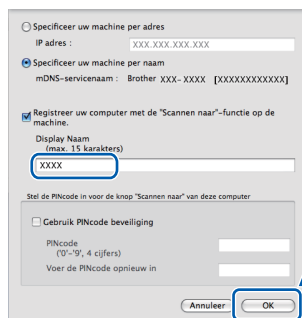 Specificeer uw machine per adres
IP adres : XXX.XXX.XXX.XXX
Specificeer uw machine per naam
mDNS-servicenaam : Brother XXX-XXXX [XXXXXXXXXXXX]
Registreer uw computer met de "Scannen naar"-functie op de
machine.
Display Naam
(max. 15 karakters)
XXXX
Stel de PINcode in voor de knop "Scannen naar" van deze computer
Gebruik PINcode beveiliging
PINcode
('0'-'9', 4 cijfers)
Voer de PINcode opnieuw in
Annuleer OK